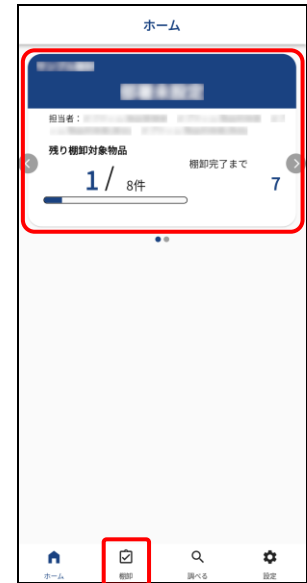 ホーム
担当者：
残り棚卸対象物品
棚卸完了まで
1/ 8件
7
ホーム
棚卸
調べる
設定